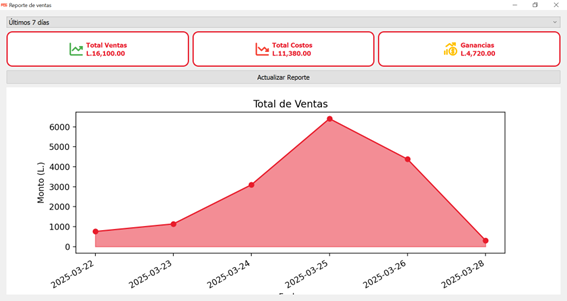 Reporte de ventas
Últimos 7 días
Total Ventas
L.16,100.00
Total Costos
L.11,380.00
Ganancias
L.4,720.00
Actualizar Reporte
Total de Ventas
Monto (L.)
6000
5000
4000
3000
2000
1000
0
2025-03-22
2025-03-23
2025-03-24
2025-03-25
2025-03-26
2025-03-28